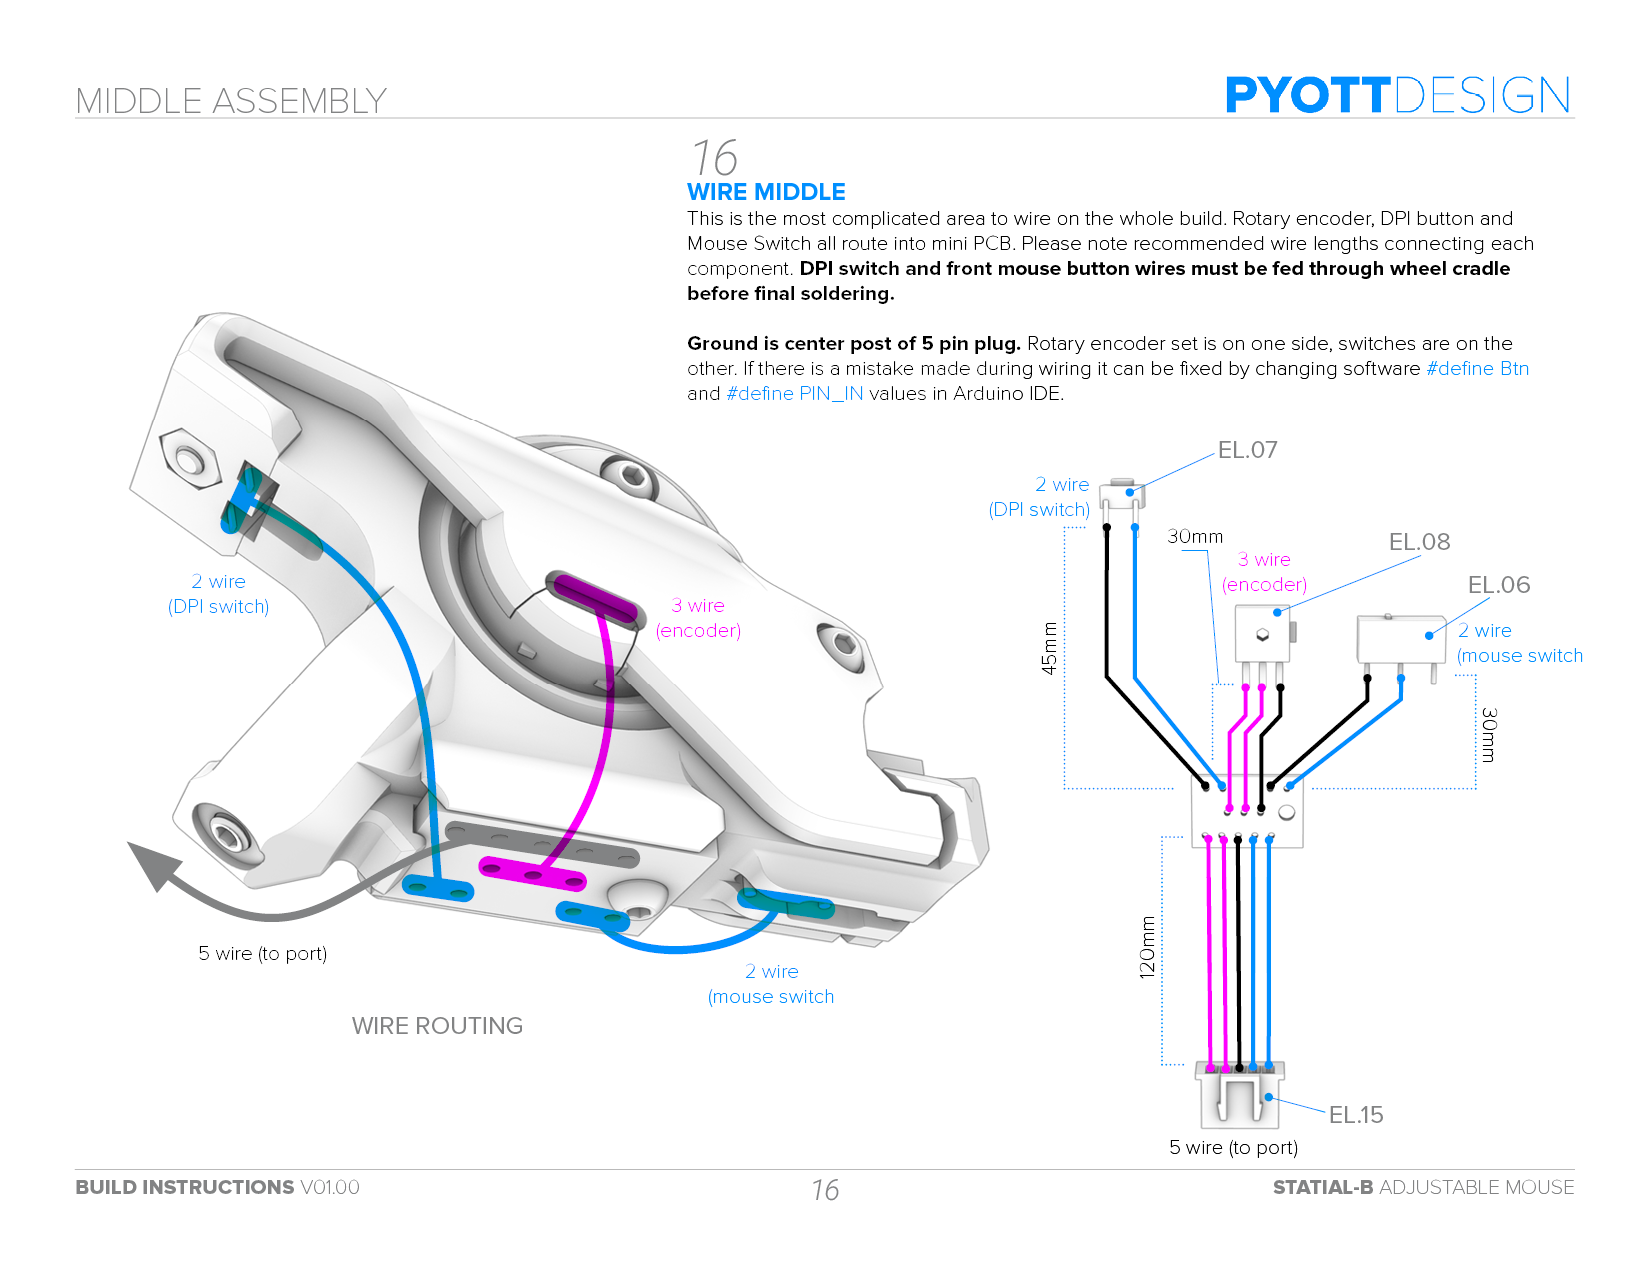 MIDDLE ASSEMBLY
PYOTTDESIGN
16
WIRE MIDDLE
This is the most complicated area to wire on the whole build. Rotary encoder, DPI button and
Mouse Switch all route into mini PCB. Please note recommended wire lengths connecting each
component. DPI switch and front mouse button wires must be fed through wheel cradle
before final soldering.
Ground is center post of 5 pin plug. Rotary encoder set is on one side, switches are on the
other. If there is a mistake made during wiring it can be fixed by changing software #define Btn
and #define PIN_IN values in Arduino IDE.
2 wire
(DPI switch)
3 wire
(encoder)
5 wire (to port)
2 wire
(mouse switch
WIRE ROUTING
EL.07
2 wire
(DPI switch)
30mm
3 wire
(encoder)
EL.08
EL.06
2 wire
(mouse switch
45mm
30mm
120mm
EL.15
5 wire (to port)
BUILD INSTRUCTIONS V01.00
16
STATIAL-B ADJUSTABLE MOUSE